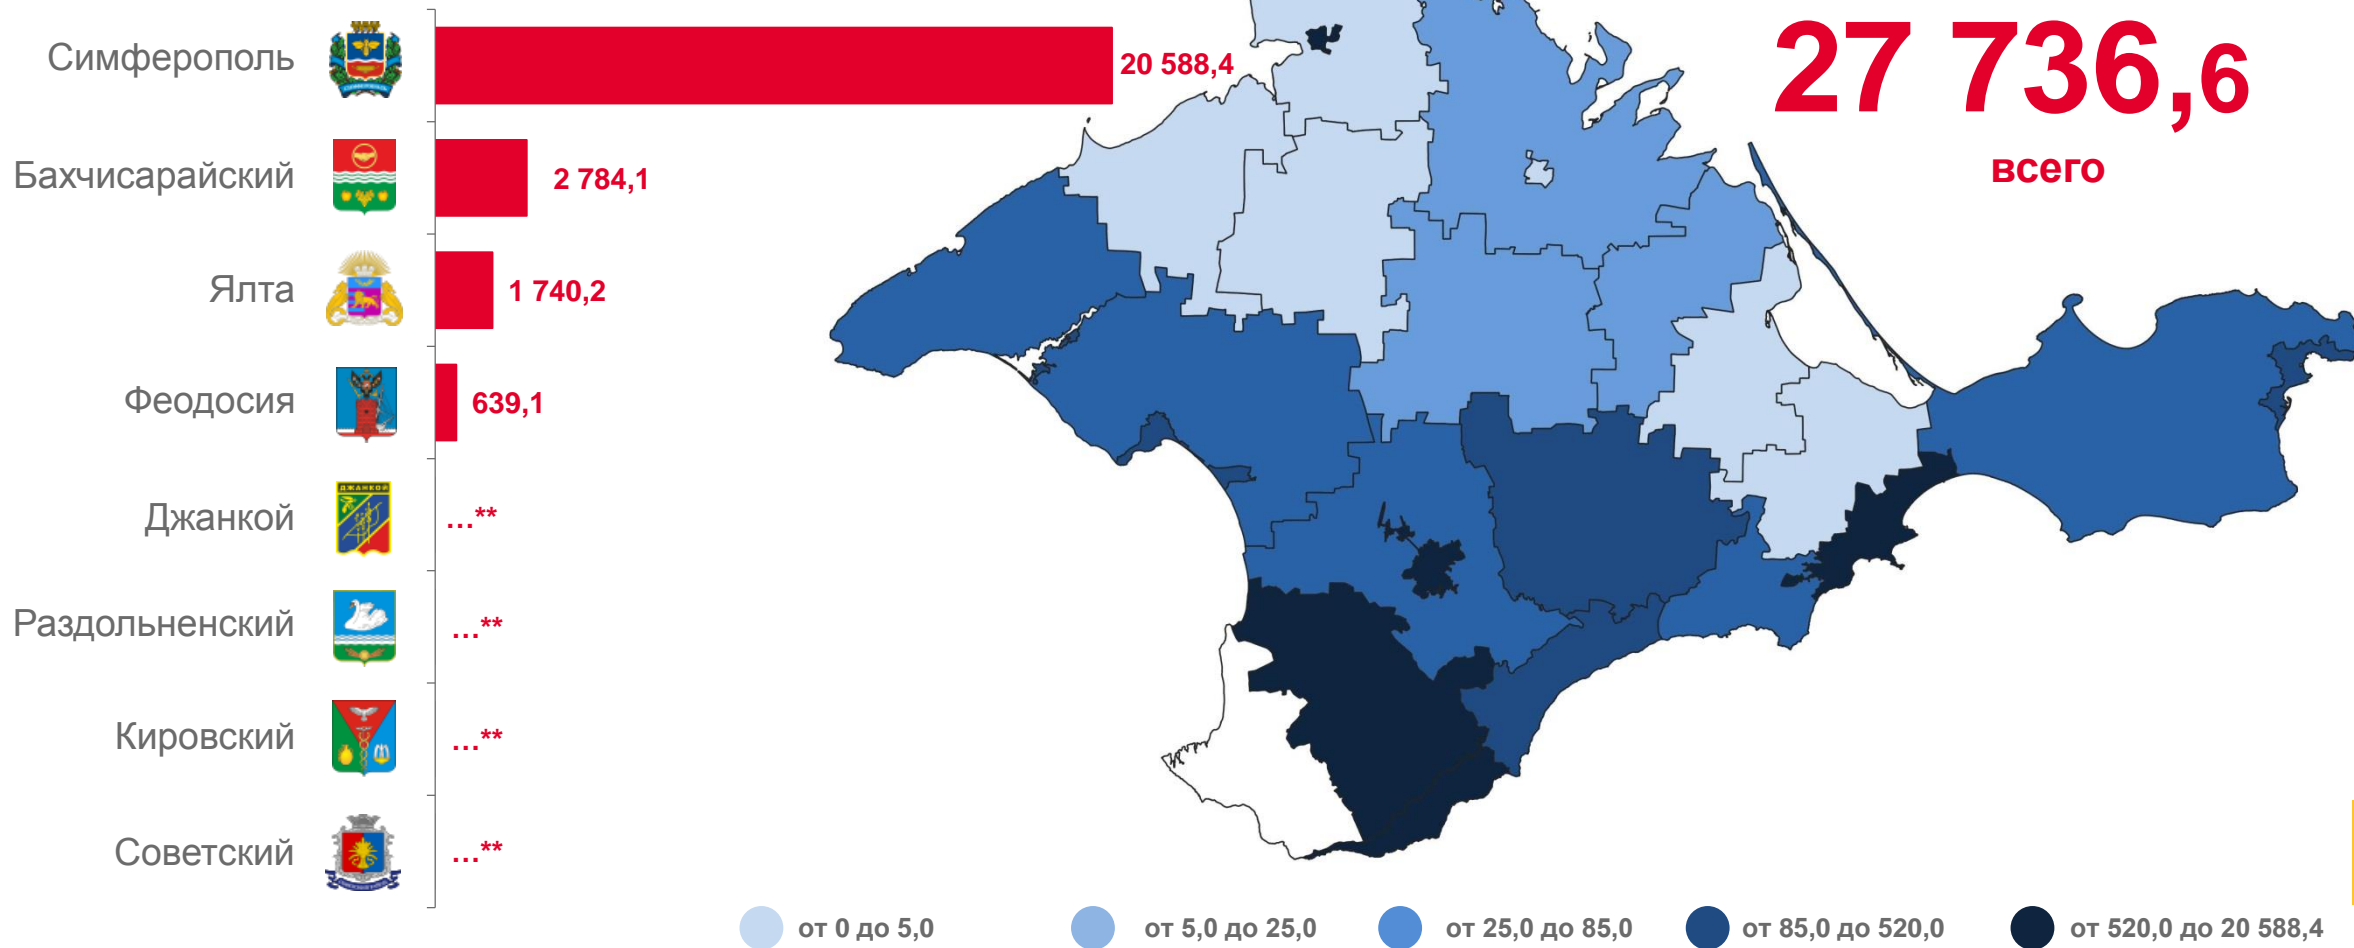 Симферополь
20 588,4
27 736,6
всего
Бахчисарайский
2 784,1
Ялта
1 740,2
Феодосия
639,1
Джанкой
...**
Раздольненский
...**
Кировский
...**
Советский
...**
от 0 до 5,0
от 5,0 до 25,0
от 25,0 до 85,0
от 85,0 до 520,0
от 520,0 до 20 588,4
ДЖАНКОЙ